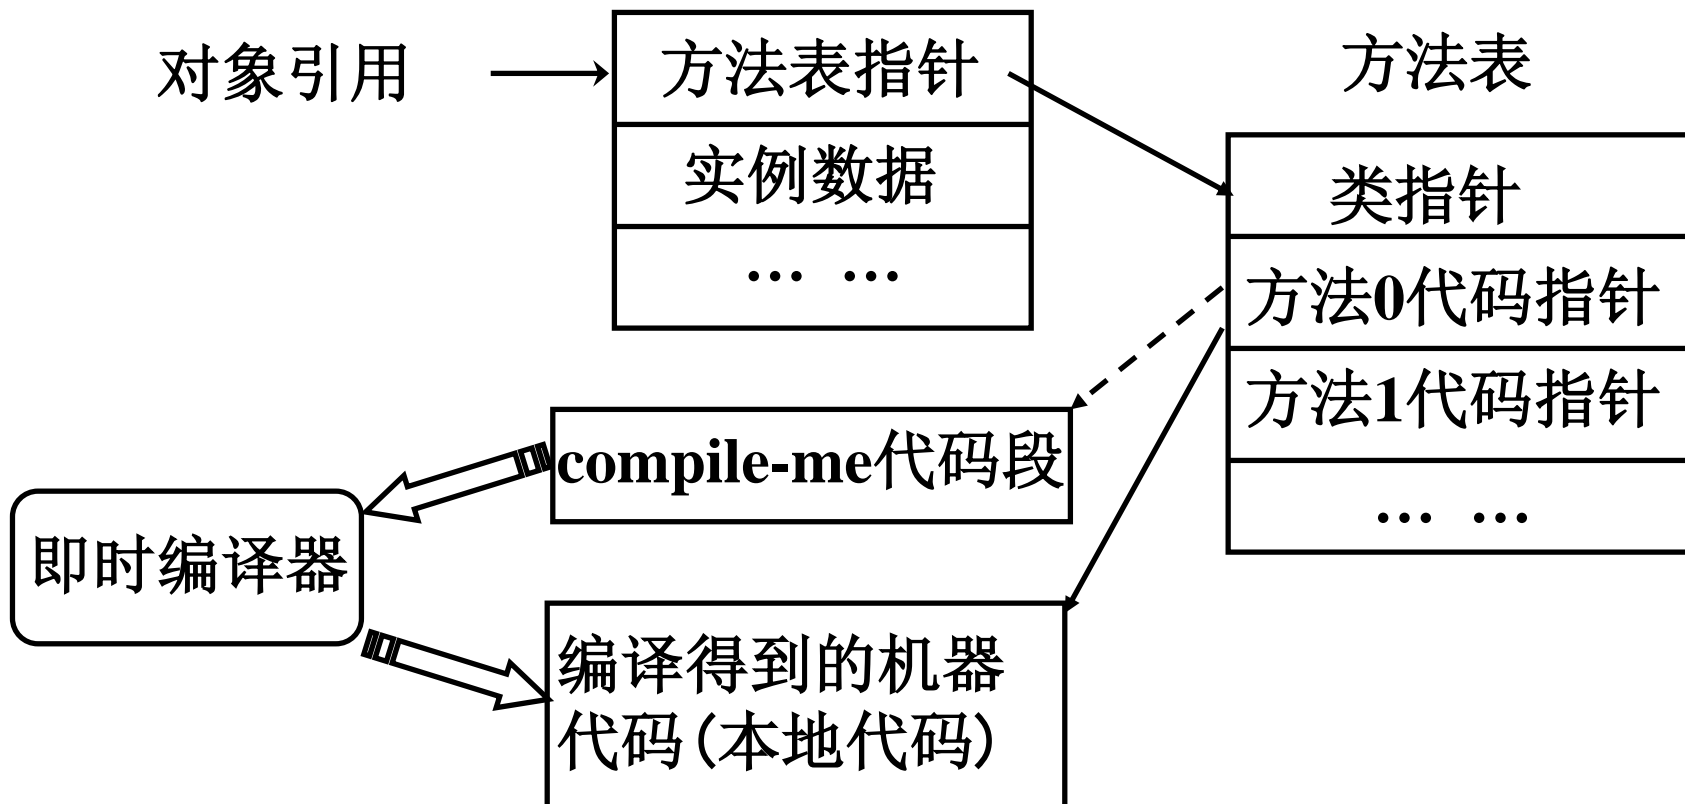 对象引用
方法表指针
实例数据
… …
方法表
类指针
方法0代码指针
方法1代码指针
… …
compile-me代码段
即时编译器
编译得到的机器
代码(本地代码)